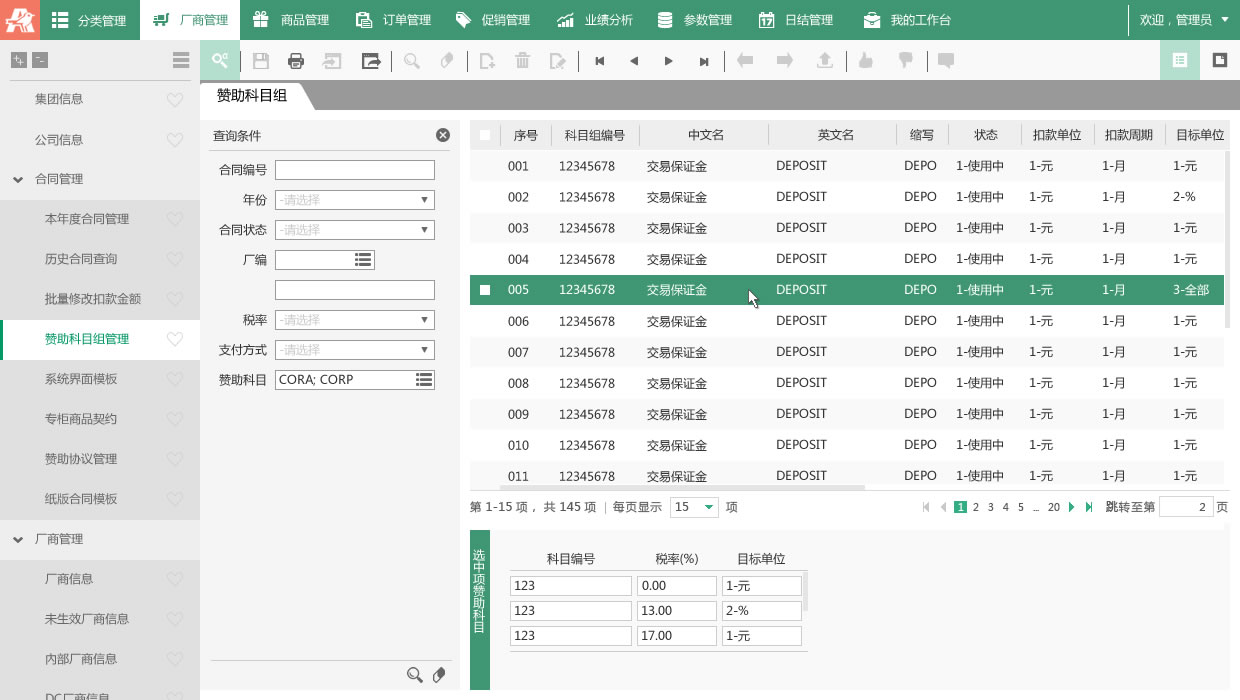 分类管理 厂商管理 商品管理 订单管理 促销管理 业绩分析 参数管理 日结管理 我的工作台 欢迎，管理员
赞助科目组
集团信息
公司信息
合同管理
本年度合同管理
历史合同查询
批量修改扣款金额
赞助科目组管理
系统界面模板
专柜商品契约
赞助协议管理
纸版合同模板
厂商管理
厂商信息
未生效厂商信息
内部厂商信息
DC厂商信息
查询条件
合同编号
年份 -请选择
合同状态 -请选择
厂编
税率 -请选择
支付方式 -请选择
赞助科目 CORA; CORP
序号 科目组编号 中文名 英文名 缩写 状态 扣款单位 扣款周期 目标单位
001 12345678 交易保证金 DEPOSIT DEPO 1-使用中 1-元 1-月 1-元
002 12345678 交易保证金 DEPOSIT DEPO 1-使用中 1-元 1-月 2-%
003 12345678 交易保证金 DEPOSIT DEPO 1-使用中 1-元 1-月 1-元
004 12345678 交易保证金 DEPOSIT DEPO 1-使用中 1-元 1-月 1-元
005 12345678 交易保证金 DEPOSIT DEPO 1-使用中 1-元 1-月 3-全部
006 12345678 交易保证金 DEPOSIT DEPO 1-使用中 1-元 1-月 1-元
007 12345678 交易保证金 DEPOSIT DEPO 1-使用中 1-元 1-月 1-元
008 12345678 交易保证金 DEPOSIT DEPO 1-使用中 1-元 1-月 1-元
009 12345678 交易保证金 DEPOSIT DEPO 1-使用中 1-元 1-月 1-元
010 12345678 交易保证金 DEPOSIT DEPO 1-使用中 1-元 1-月 1-元
011 12345678 交易保证金 DEPOSIT DEPO 1-使用中 1-元 1-月 1-元
第 1-15 项，共 145 项 | 每页显示 15 项 1 2 3 4 5 ... 20 跳转至第 2 页
选中项赞助科目
科目编号 税率(%) 目标单位
123 0.00 1-元
123 13.00 2-%
123 17.00 1-元